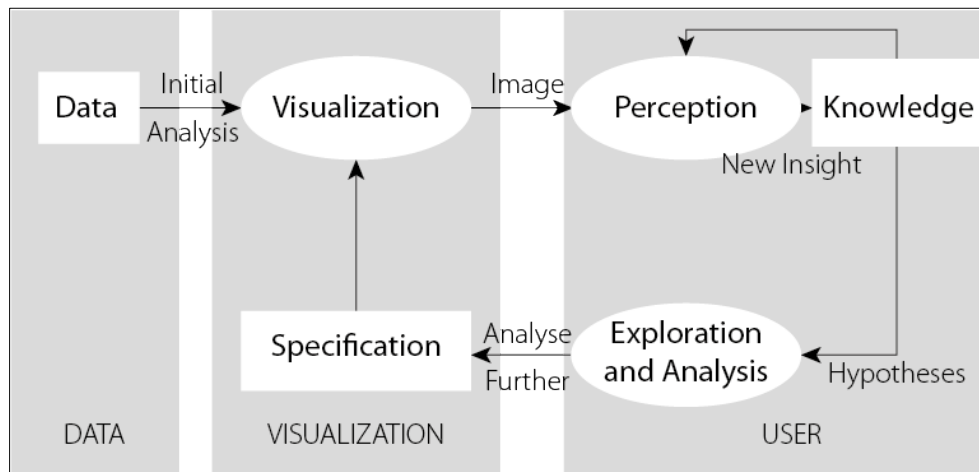 Data
Initial
Analysis
Visualization
Image
Perception
Knowledge
New Insight
Specification
Analyse
Further
Exploration
and Analysis
Hypotheses
DATA
VISUALIZATION
USER